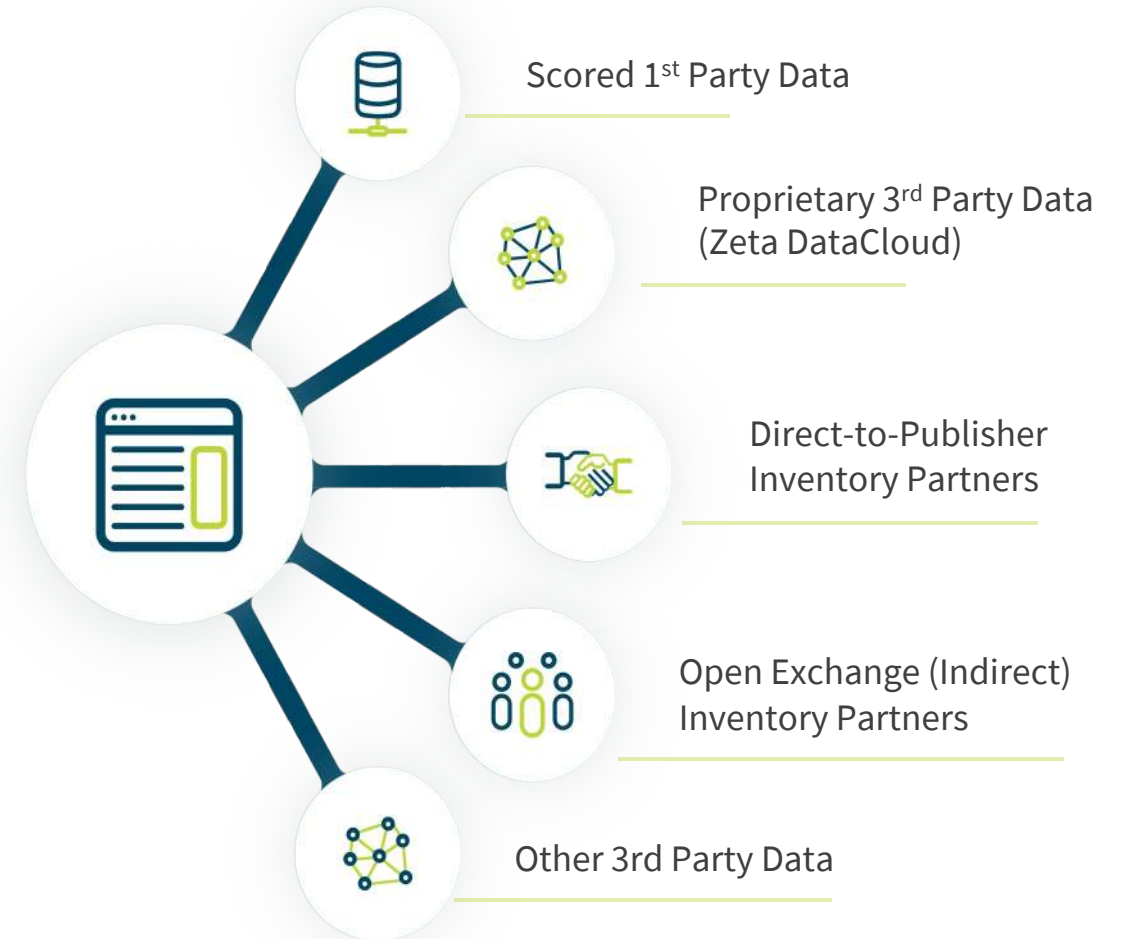 Scored 1st Party Data
Proprietary 3rd Party Data
(Zeta DataCloud)
Direct-to-Publisher
Inventory Partners
Open Exchange (Indirect)
Inventory Partners
Other 3rd Party Data